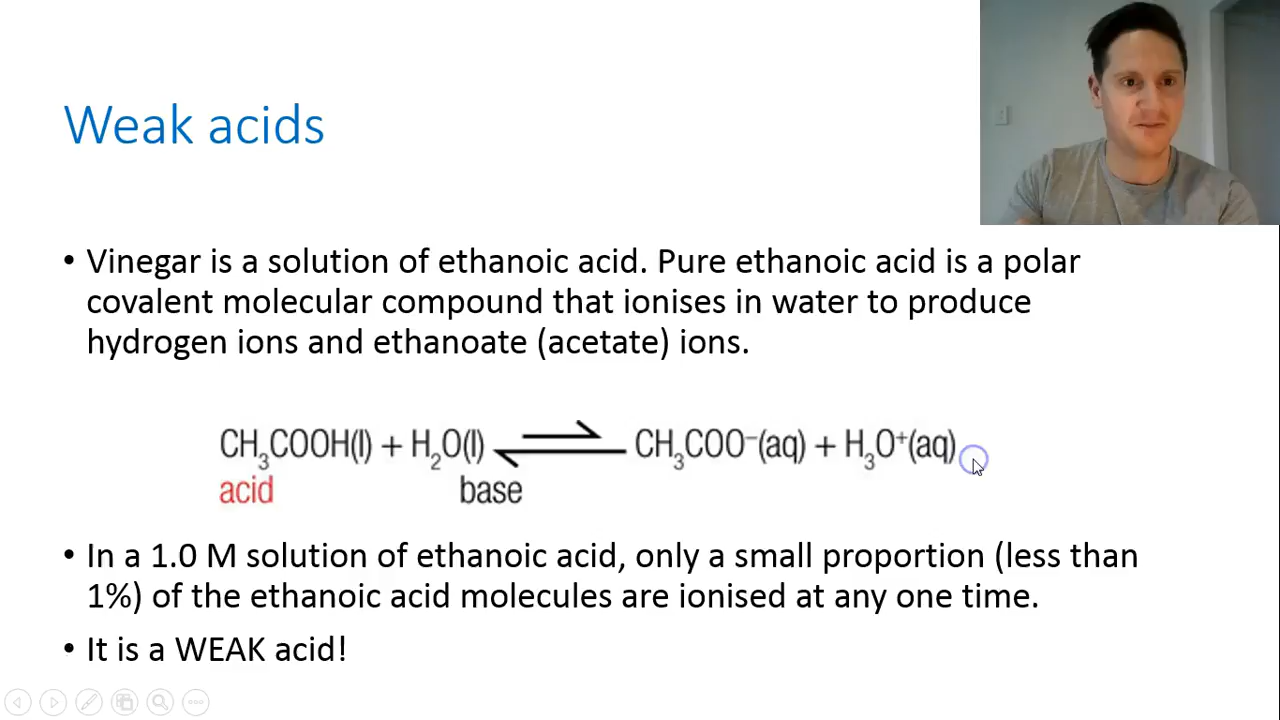 Weak acids
• Vinegar is a solution of ethanoic acid. Pure ethanoic acid is a polar
covalent molecular compound that ionises in water to produce
hydrogen ions and ethanoate (acetate) ions.
CH₃COOH(l) + H₂O(l) ⇌ CH₃COO⁻(aq) + H₃O⁺(aq)
acid base
• In a 1.0 M solution of ethanoic acid, only a small proportion (less than
1%) of the ethanoic acid molecules are ionised at any one time.
• It is a WEAK acid!